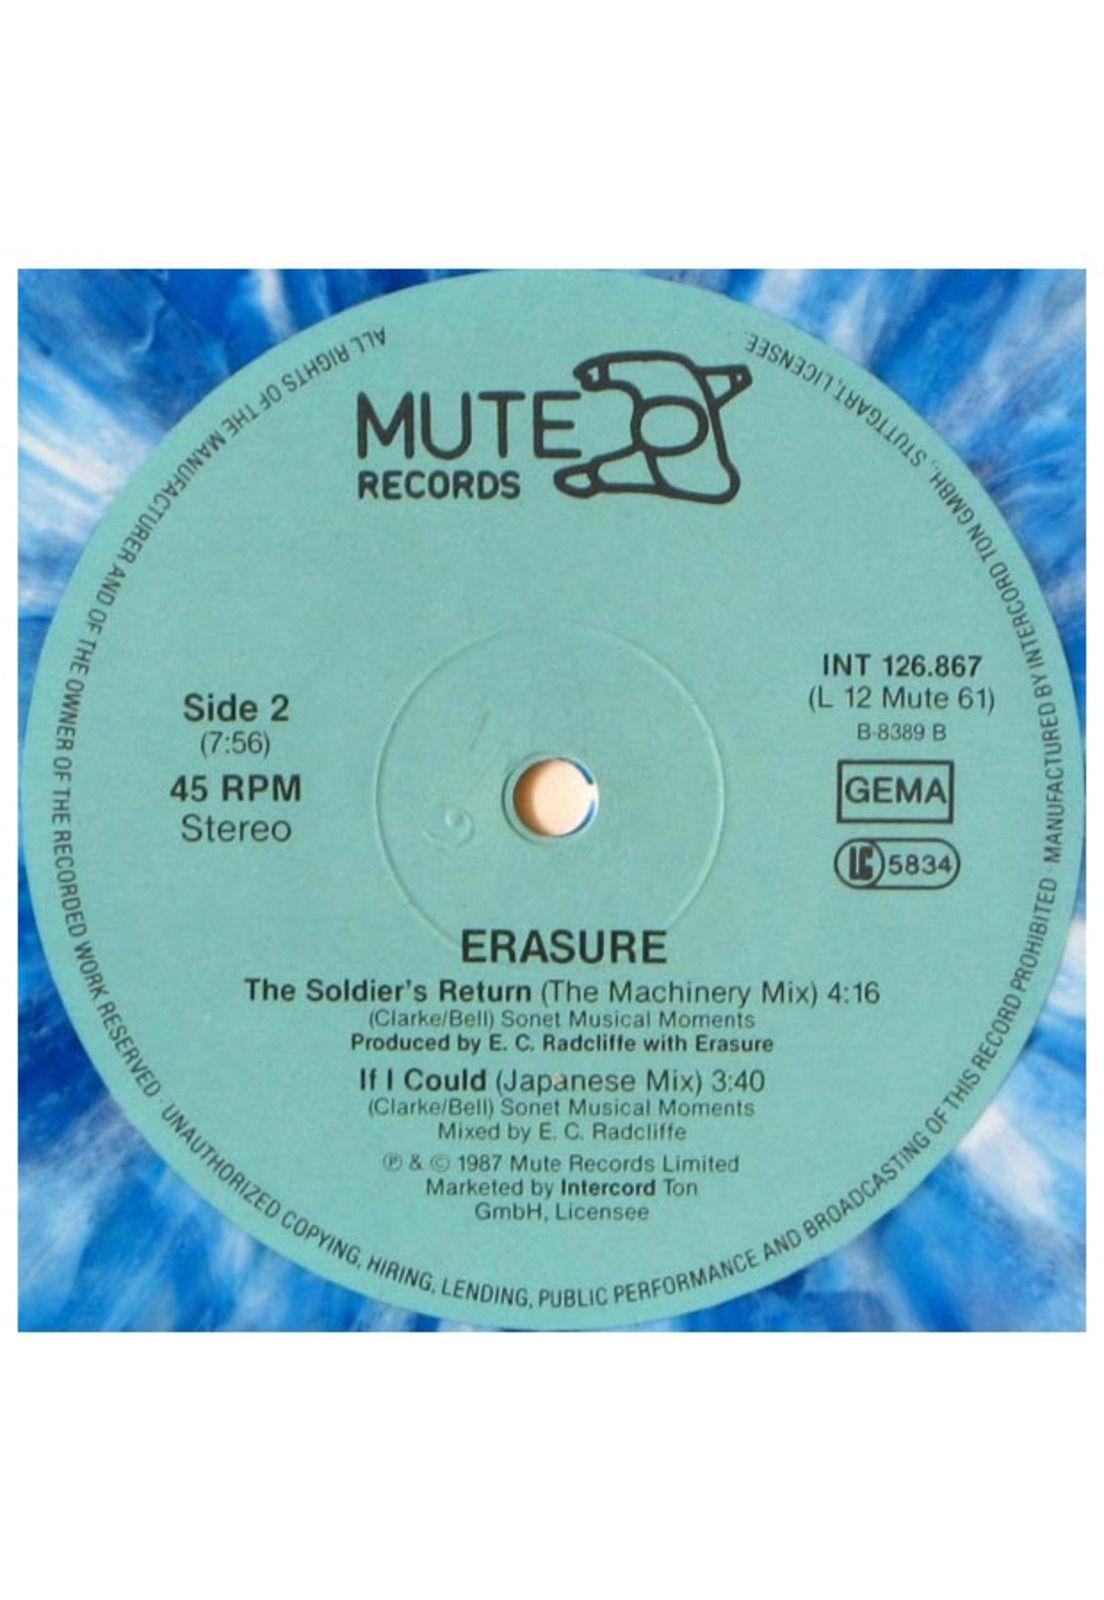 MUTE
RECORDS
Side 2
(7:56)
45 RPM
Stereo
INT 126.867
(L 12 Mute 61)
B-8389 B
GEMA
LC 5834
ERASURE
The Soldier's Return (The Machinery Mix) 4:16
(Clarke/Bell) Sonet Musical Moments
Produced by E. C. Radcliffe with Erasure
If I Could (Japanese Mix) 3:40
(Clarke/Bell) Sonet Musical Moments
Mixed by E. C. Radcliffe
℗ & © 1987 Mute Records Limited
Marketed by Intercord Ton
GmbH, Licensee
ALL RIGHTS OF THE MANUFACTURER AND OF THE OWNER OF THE RECORDED WORK RESERVED · UNAUTHORIZED COPYING, HIRING, LENDING, PUBLIC PERFORMANCE AND BROADCASTING OF THIS RECORD PROHIBITED · MANUFACTURED BY INTERCORD TON GMBH., STUTTGART, LICENSEE.